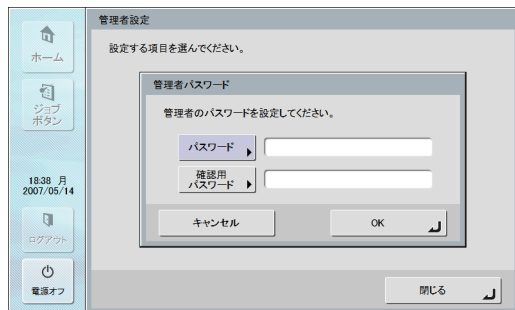 管理者設定
ホーム
設定する項目を選んでください。
管理者パスワード
ジョブ
ボタン
管理者のパスワードを設定してください。
パスワード
確認用
パスワード
18:38 月
2007/05/14
キャンセル
OK
ログアウト
電源オフ
閉じる